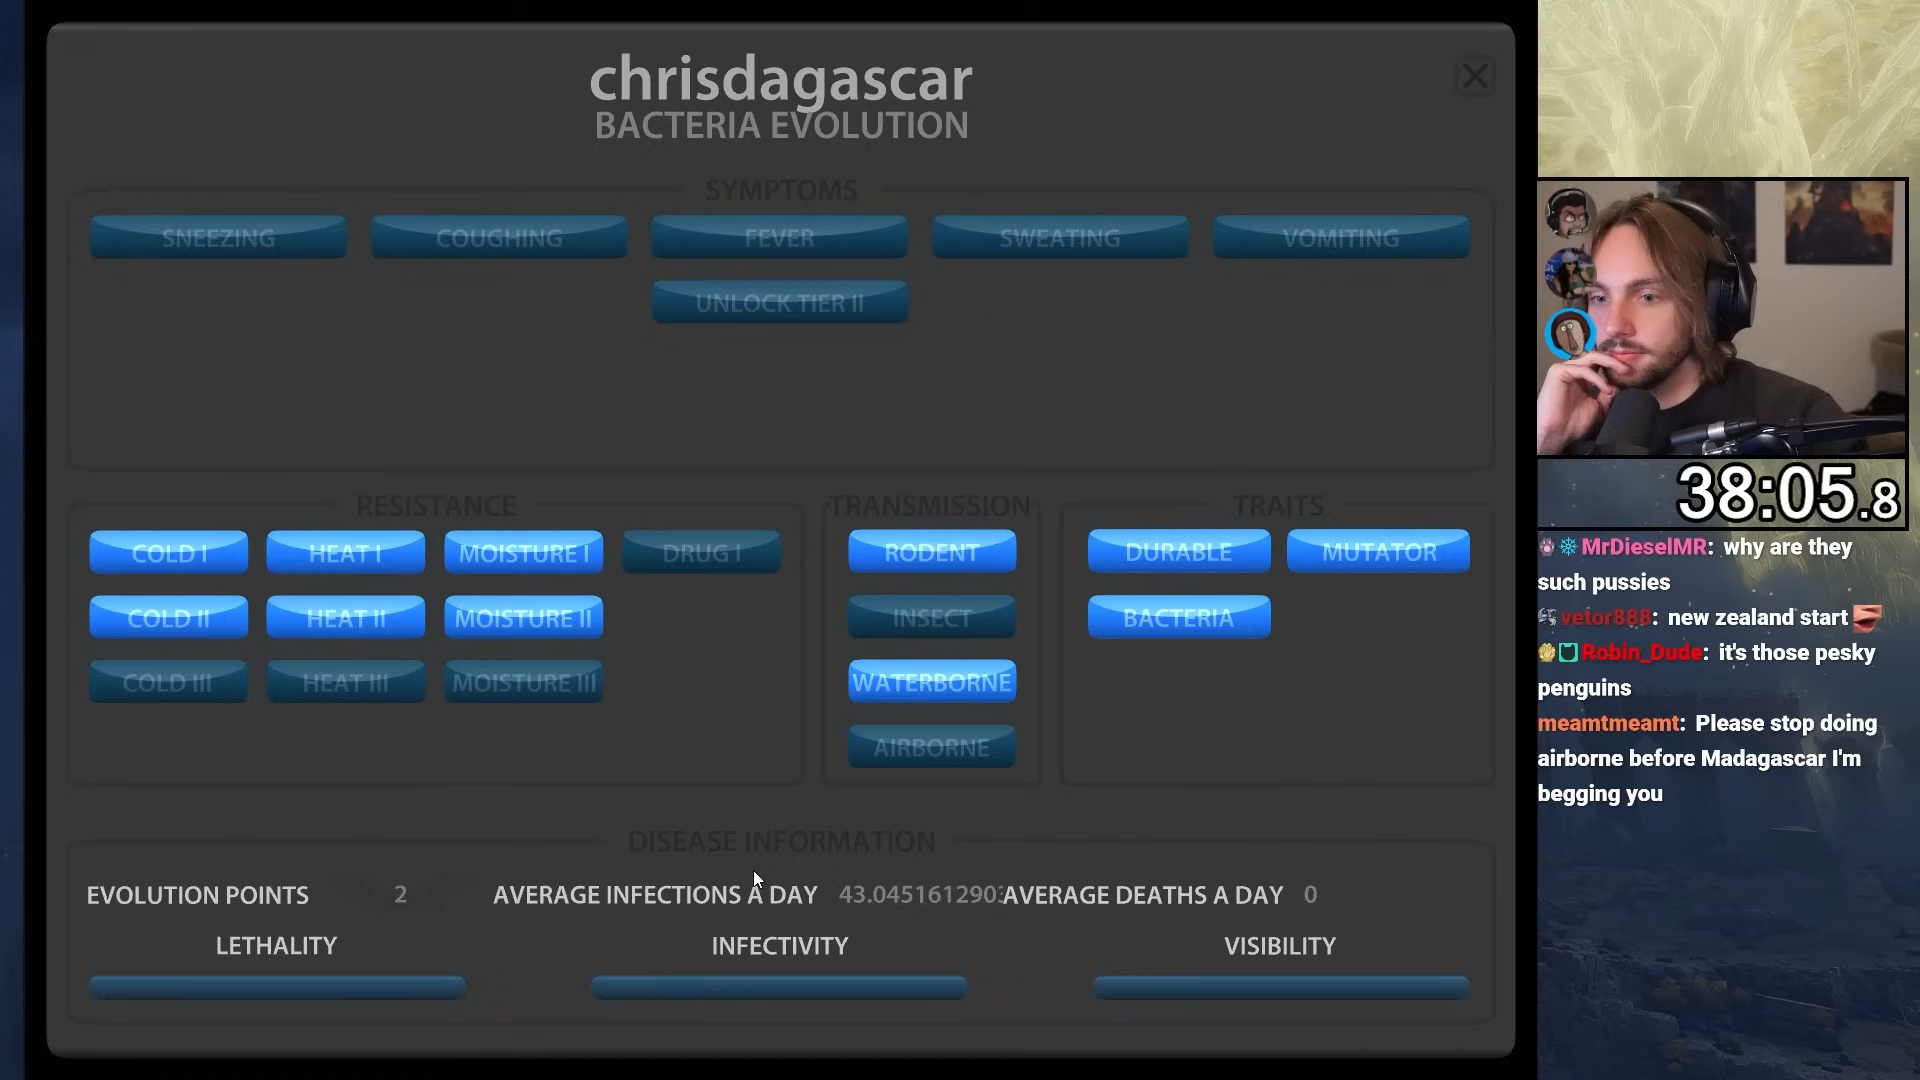 chrisdagascar
BACTERIA EVOLUTION
SYMPTOMS
SNEEZING COUGHING FEVER SWEATING VOMITING
UNLOCK TIER II
RESISTANCE
COLD I HEAT I MOISTURE I DRUG I
COLD II HEAT II MOISTURE II
COLD III HEAT III MOISTURE III
TRANSMISSION
RODENT
INSECT
WATERBORNE
AIRBORNE
TRAITS
DURABLE MUTATOR
BACTERIA
DISEASE INFORMATION
EVOLUTION POINTS 2 AVERAGE INFECTIONS A DAY 43.0451612903 AVERAGE DEATHS A DAY 0
LETHALITY INFECTIVITY VISIBILITY
38:05.8
MrDieselMR: why are they
such pussies
vetor888: new zealand start
Robin_Dude: it's those pesky
penguins
meamtmeamt: Please stop doing
airborne before Madagascar I'm
begging you